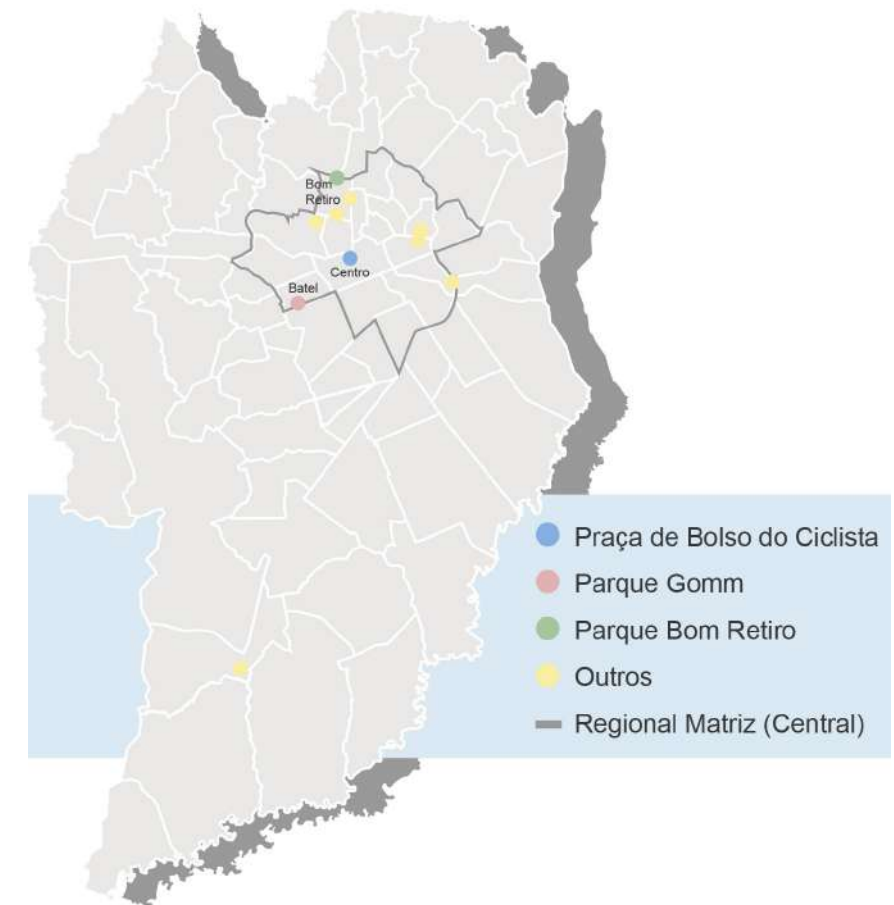 Bom
Retiro
Centro
Batel
Praça de Bolso do Ciclista
Parque Gomm
Parque Bom Retiro
Outros
Regional Matriz (Central)